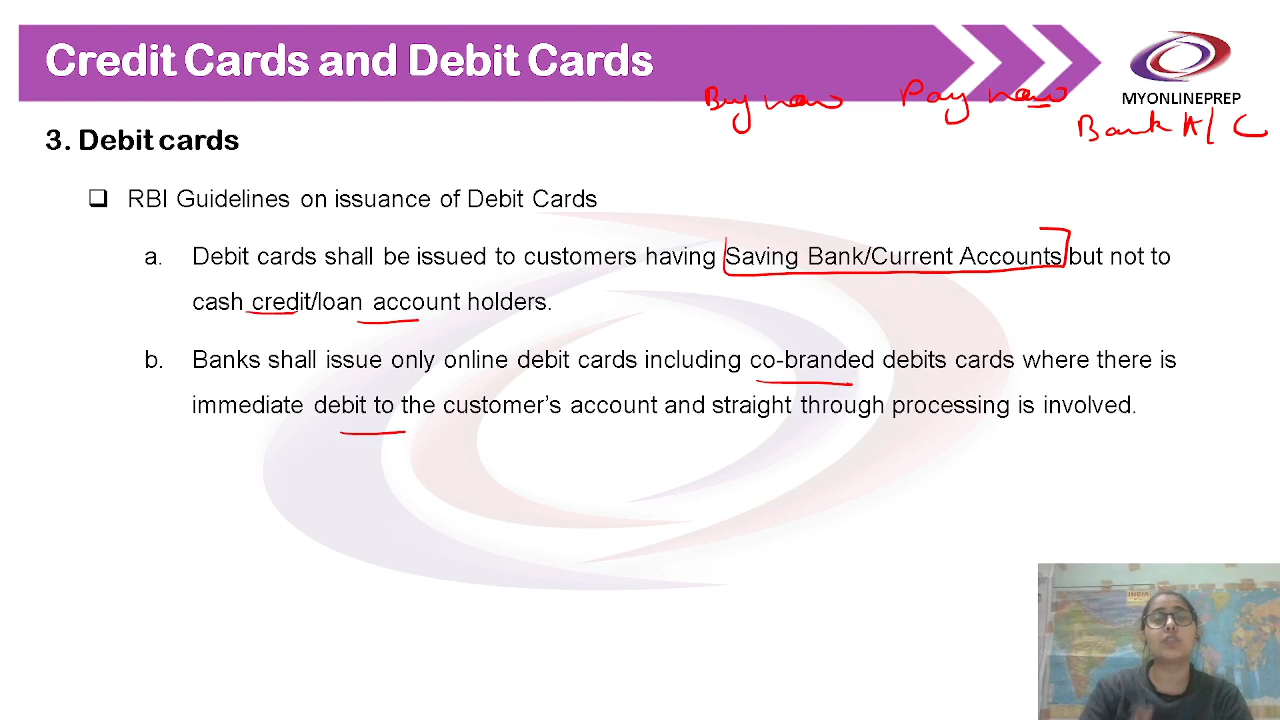 Credit Cards and Debit Cards
MYONLINEPREP
Buy now Pay now
Bank A/C
3. Debit cards
❑ RBI Guidelines on issuance of Debit Cards
a. Debit cards shall be issued to customers having Saving Bank/Current Accounts but not to
cash credit/loan account holders.
b. Banks shall issue only online debit cards including co-branded debits cards where there is
immediate debit to the customer’s account and straight through processing is involved.
INDIA